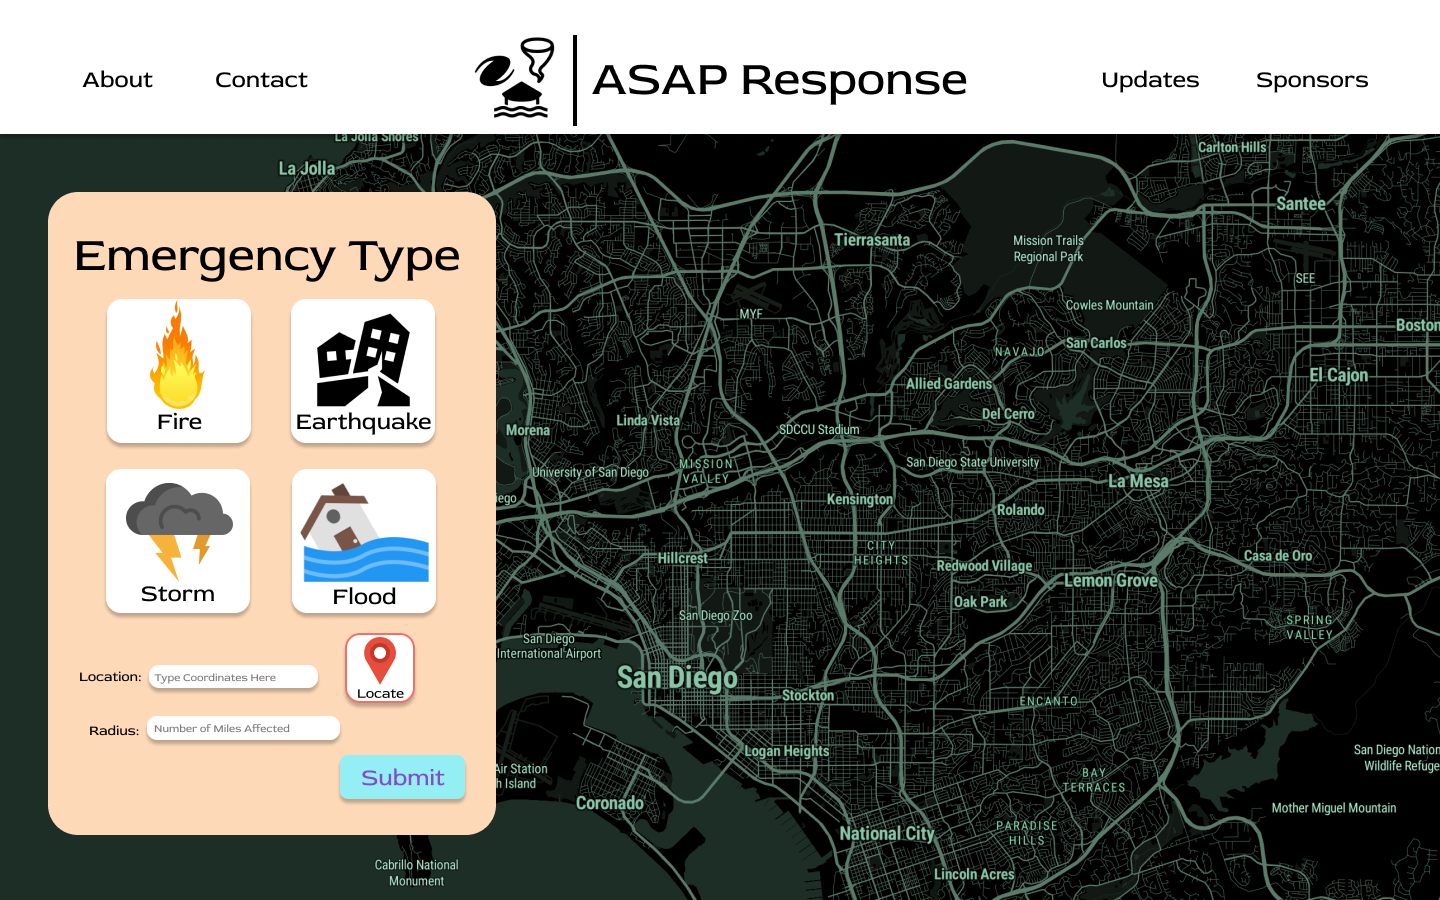 About
Contact
ASAP Response
Updates
Sponsors
La Jolla Shores
La Jolla
Carlton Hills
Santee
Emergency Type
Fire
Earthquake
Storm
Flood
Location:
Type Coordinates Here
Locate
Radius:
Number of Miles Affected
Submit
Tierrasanta
Mission Trails
Regional Park
SEE
Cowles Mountain
MYF
Boston
San Carlos
NAVAJO
El Cajon
Allied Gardens
Del Cerro
Linda Vista
Morena
SDCCU Stadium
University of San Diego
MISSION
VALLEY
San Diego State University
La Mesa
iego
Kensington
Rolando
CITY
HEIGHTS
Hillcrest
Redwood Village
Casa de Oro
Lemon Grove
Oak Park
San Diego Zoo
SPRING
VALLEY
San Diego
International Airport
San Diego
Stockton
ENCANTO
Logan Heights
San Diego Nation
Wildlife Refuge
Air Station
h Island
BAY
TERRACES
Coronado
Mother Miguel Mountain
National City
PARADISE
HILLS
Cabrillo National
Monument
Lincoln Acres